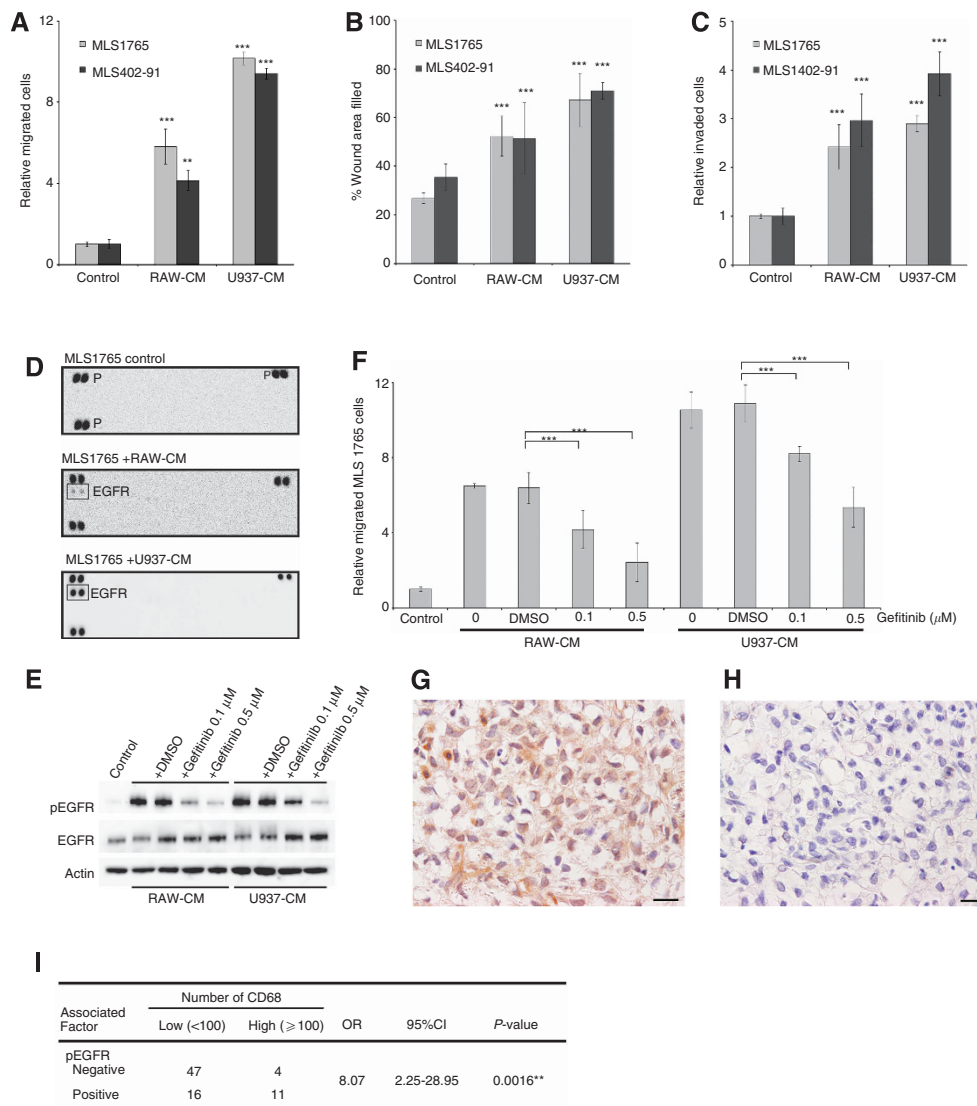 A
12
8
4
0
Relative migrated cells
MLS1765
MLS402-91
***
**
***
***
Control
RAW-CM
U937-CM
B
100
80
60
40
20
0
% Wound area filled
MLS1765
MLS402-91
***
***
***
***
Control
RAW-CM
U937-CM
C
5
4
3
2
1
0
Relative invaded cells
MLS1765
MLS1402-91
***
***
***
***
Control
RAW-CM
U937-CM
D
MLS1765 control
P
P
P
MLS1765 +RAW-CM
EGFR
MLS1765 +U937-CM
EGFR
F
12
8
4
0
Relative migrated MLS 1765 cells
***
***
***
***
Control
0
DMSO
0.1
0.5
0
DMSO
0.1
0.5
Gefitinib (μM)
RAW-CM
U937-CM
E
Control
+DMSO
+Gefitinilb 0.1 μM
+Gefitinilb 0.5 μM
+DMSO
+Gefitinilb 0.1 μM
+Gefitinilb 0.5 μM
pEGFR
EGFR
Actin
RAW-CM
U937-CM
G
H
I
Number of CD68
Associated Factor Low (<100) High (⩾100) OR 95%CI P-value
pEGFR
Negative 47 4
8.07 2.25-28.95 0.0016**
Positive 16 11